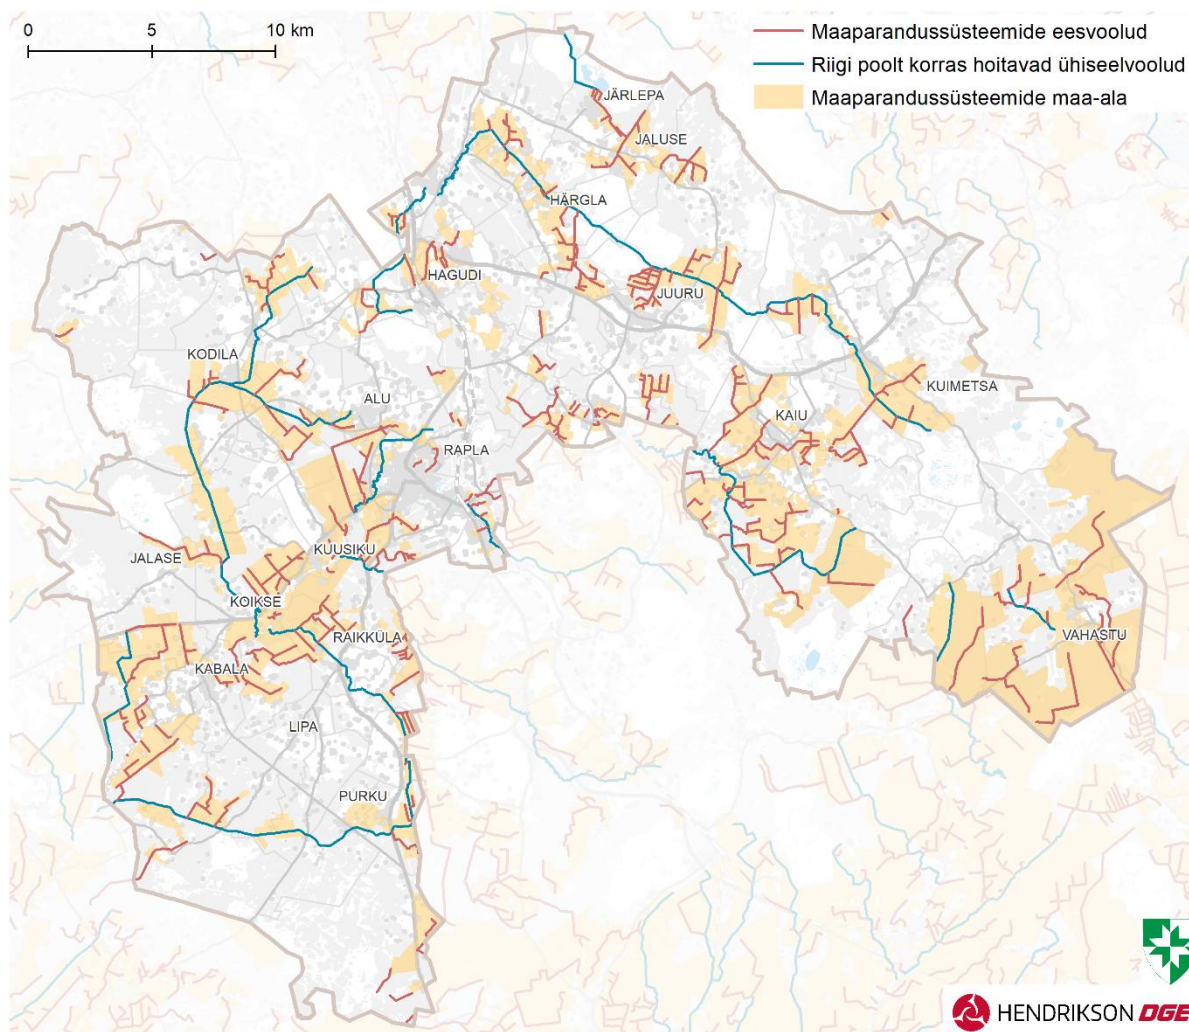 0 5 10 km
Maaparandussüsteemide eesvoolud
Riigi poolt korras hoitavad ühiseelvoolud
Maaparandussüsteemide maa-ala
JÄRLEPA
JALUSE
HÄRGLA
HAGUDI
JUURU
KODILA
KUIMETSA
ALU
KAIU
RAPLA
KUUSIKU
JALASE
KOIKSE
RAIKKÜLA
VAHASTU
KABALA
LIPA
PURKU
HENDRIKSON DGE